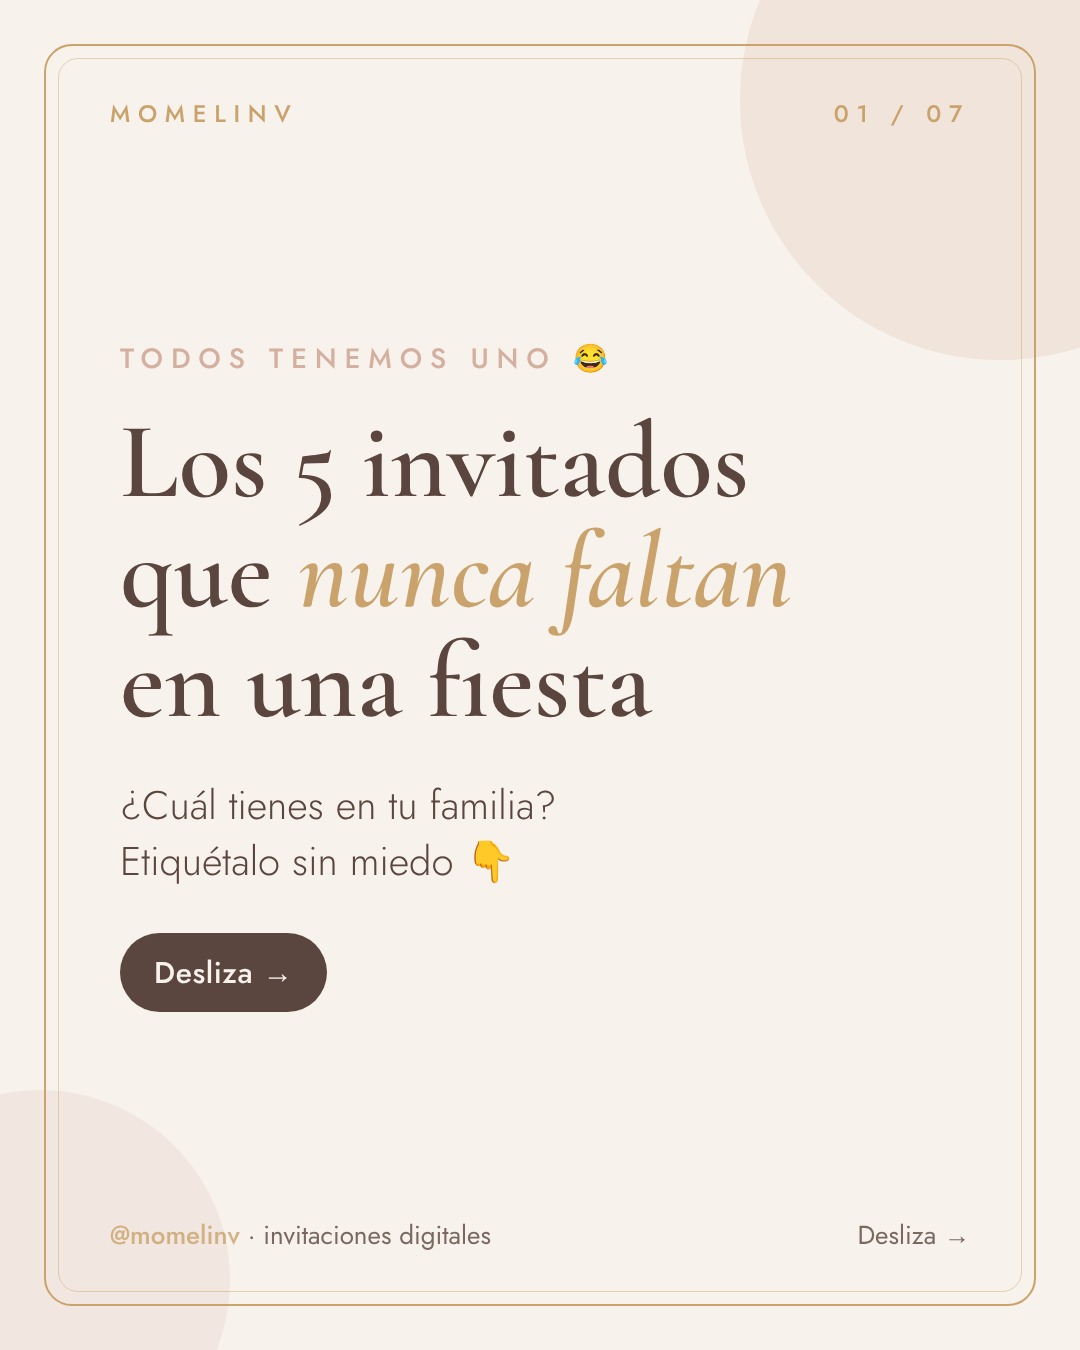 MOMELINV
01 / 07
TODOS TENEMOS UNO 😂
Los 5 invitados
que nunca faltan
en una fiesta
¿Cuál tienes en tu familia?
Etiquétalo sin miedo 👇
Desliza →
@momelinv · invitaciones digitales
Desliza →